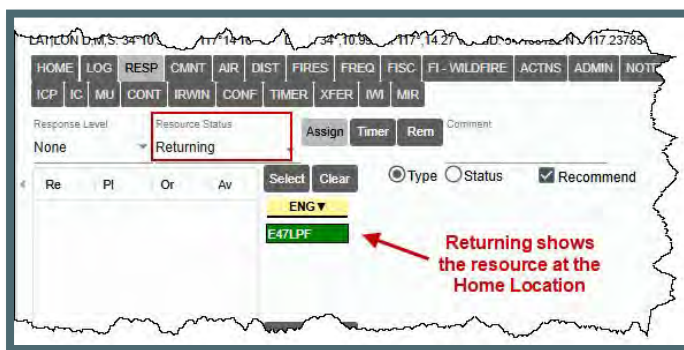 HOME LOG RESP CMNT AIR DIST FIRES FREQ FISC FI - WILDFIRE ACTNS ADMIN
ICP IC MU CONT IRWIN CONF TIMER XFER IWI MIR
Response Level Resource Status Assign Timer Rem Comment
None Returning
Re Pl Or Av Select Clear Type Status Recommend
ENG▼
E47LPF
Returning shows
the resource at the
Home Location